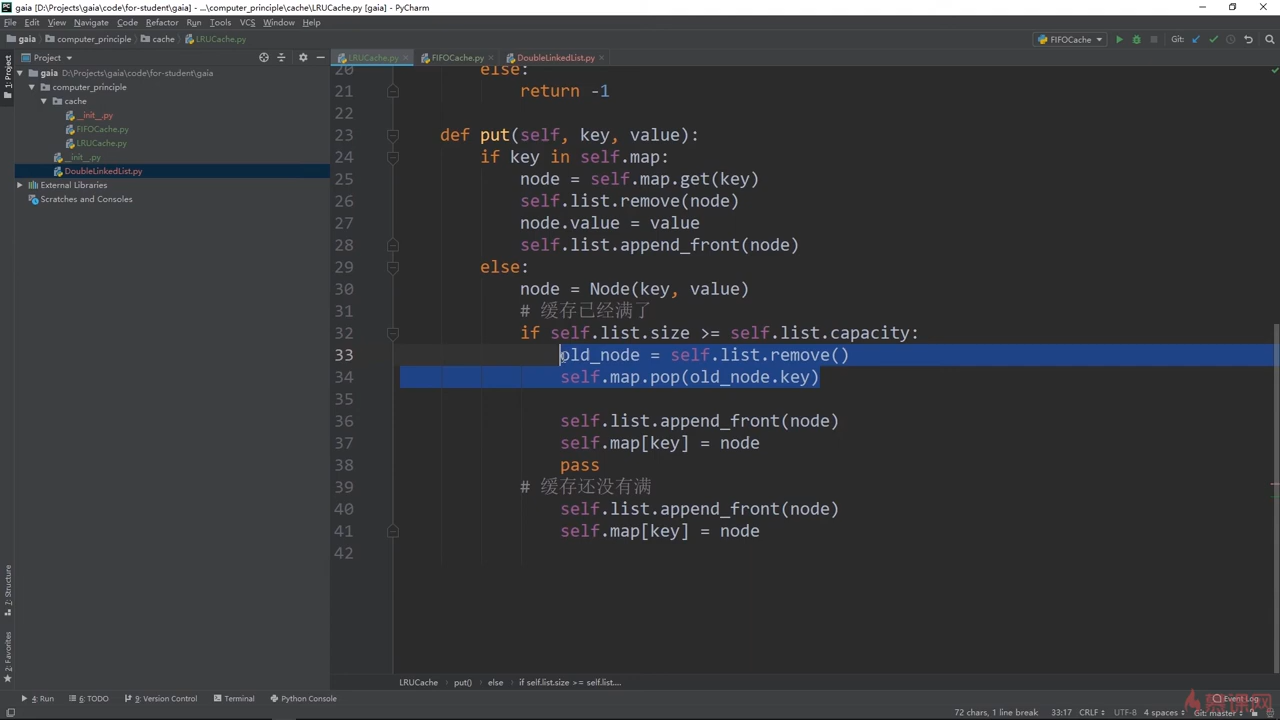 gaia [D:\Projects\gaia\code\for-student\gaia] - ...\computer_principle\cache\LRUCache.py [gaia] - PyCharm
File Edit View Navigate Code Refactor Run Tools VCS Window Help
gaia computer_principle cache LRUCache.py FIFOCache Git:
Project LRUCache.py FIFOCache.py DoubleLinkedList.py
1: Project
gaia D:\Projects\gaia\code\for-student\gaia
computer_principle
cache
__init__.py
FIFOCache.py
LRUCache.py
__init__.py
DoubleLinkedList.py
External Libraries
Scratches and Consoles
20 else:
21 return -1
22
23 def put(self, key, value):
24 if key in self.map:
25 node = self.map.get(key)
26 self.list.remove(node)
27 node.value = value
28 self.list.append_front(node)
29 else:
30 node = Node(key, value)
31 # 缓存已经满了
32 if self.list.size >= self.list.capacity:
33 old_node = self.list.remove()
34 self.map.pop(old_node.key)
35
36 self.list.append_front(node)
37 self.map[key] = node
38 pass
39 # 缓存还没有满
40 self.list.append_front(node)
41 self.map[key] = node
42
7: Structure
2: Favorites
LRUCache put() else if self.list.size >= self.list....
4: Run 6: TODO 9: Version Control Terminal Python Console Event Log
72 chars, 1 line break 33:17 CRLF UTF-8 4 spaces Git: master
慕课网